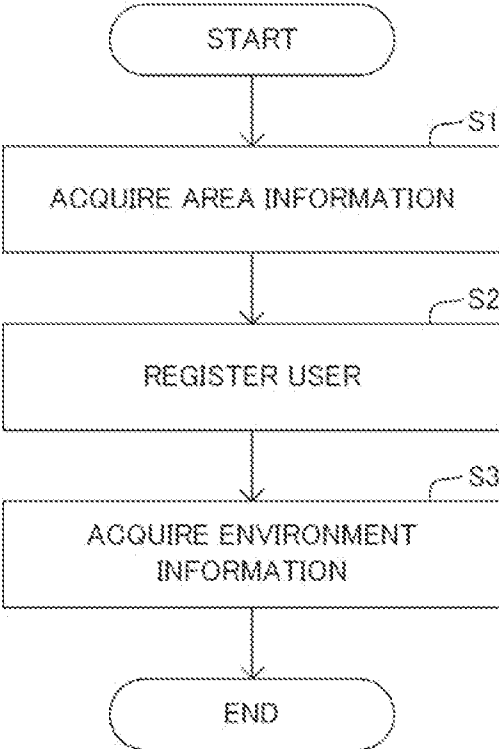 START
S1
ACQUIRE AREA INFORMATION
S2
REGISTER USER
S3
ACQUIRE ENVIRONMENT
INFORMATION
END